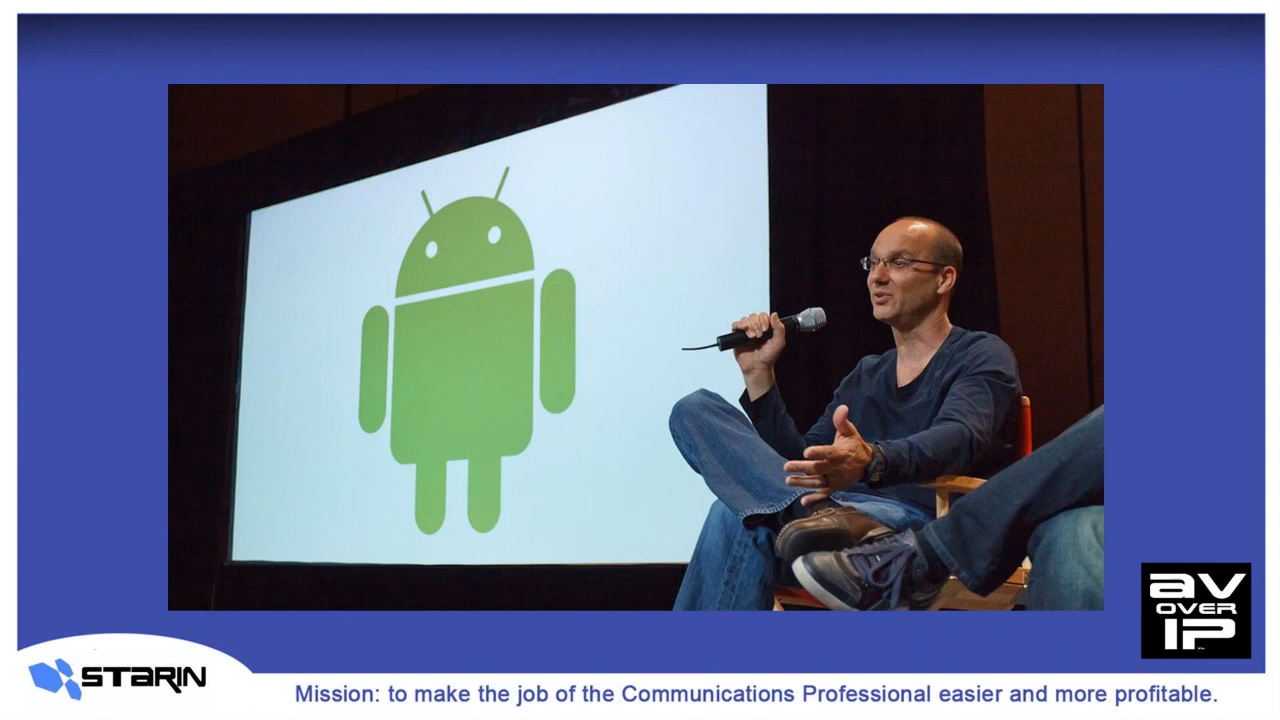 av
OVER
IP
STARIN
Mission: to make the job of the Communications Professional easier and more profitable.